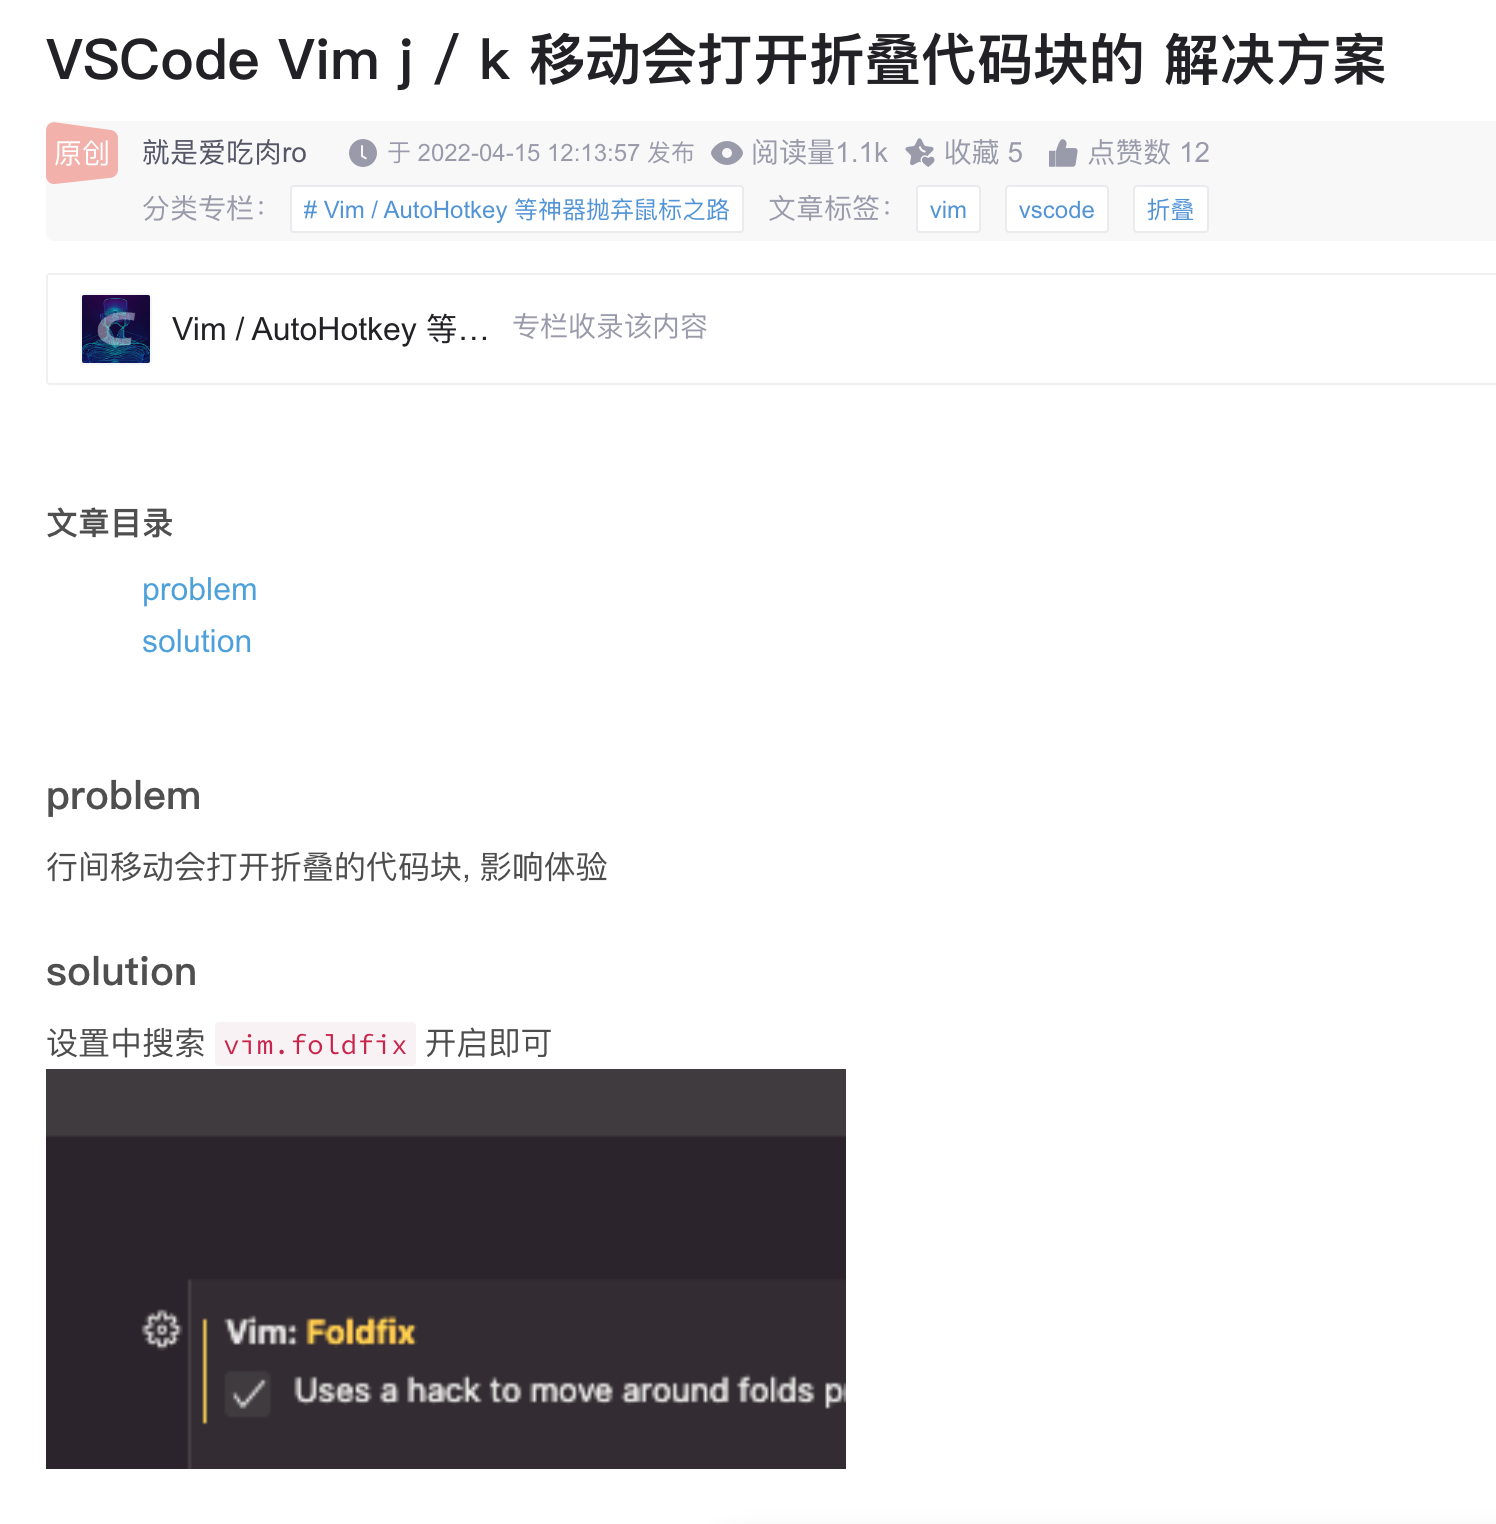 VSCode Vim j / k 移动会打开折叠代码块的 解决方案
原创 就是爱吃肉ro 于 2022-04-15 12:13:57 发布 阅读量1.1k 收藏 5 点赞数 12
分类专栏： # Vim / AutoHotkey 等神器抛弃鼠标之路 文章标签： vim vscode 折叠
Vim / AutoHotkey 等… 专栏收录该内容
文章目录
problem
solution
problem
行间移动会打开折叠的代码块, 影响体验
solution
设置中搜索 vim.foldfix 开启即可
Vim: Foldfix
Uses a hack to move around folds